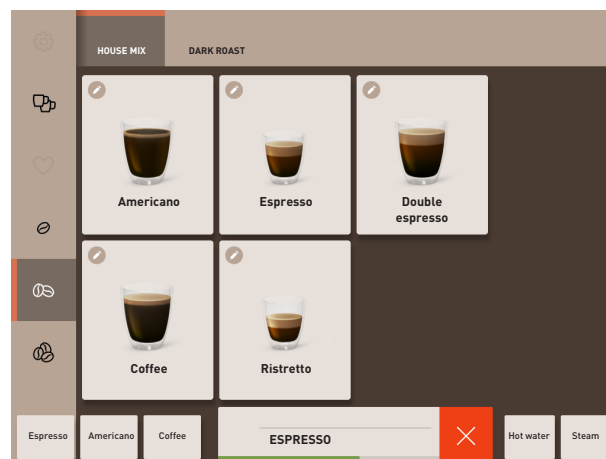 HOUSE MIX
DARK ROAST
Americano
Espresso
Double
espresso
Coffee
Ristretto
Espresso
Americano
Coffee
ESPRESSO
Hot water
Steam